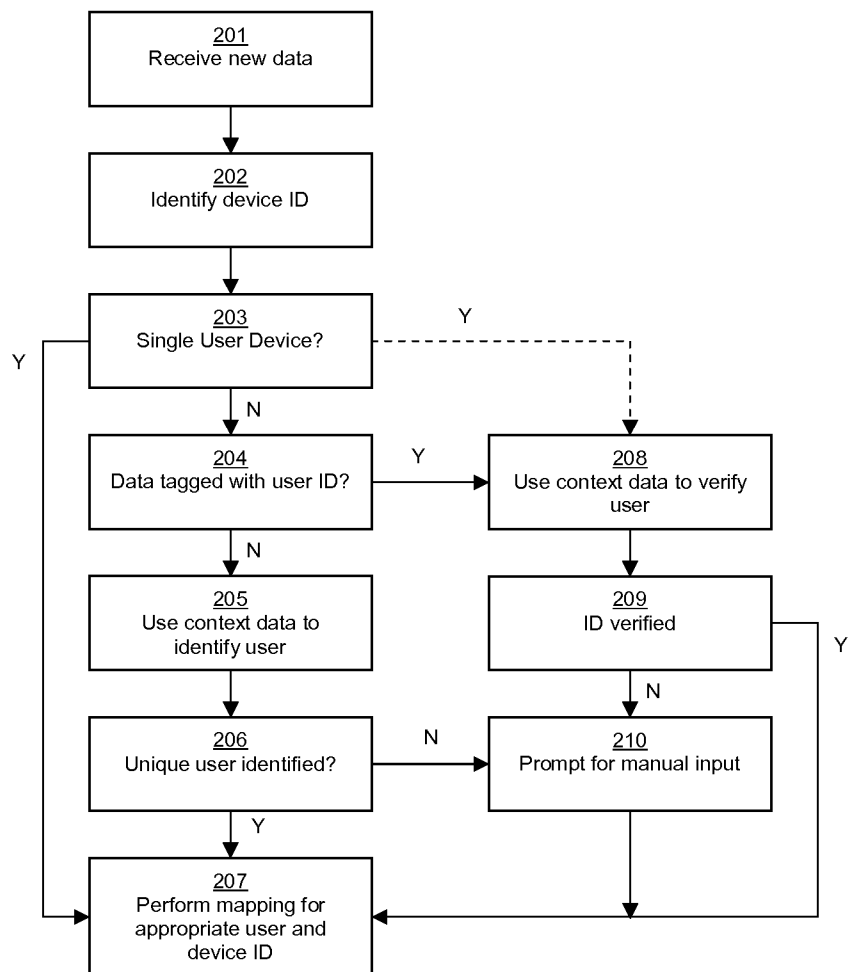 201
Receive new data
202
Identify device ID
203
Single User Device?
Y
Y
N
204
Data tagged with user ID?
Y
208
Use context data to verify
user
N
205
Use context data to
identify user
209
ID verified
Y
N
206
Unique user identified?
N
210
Prompt for manual input
Y
207
Perform mapping for
appropriate user and
device ID